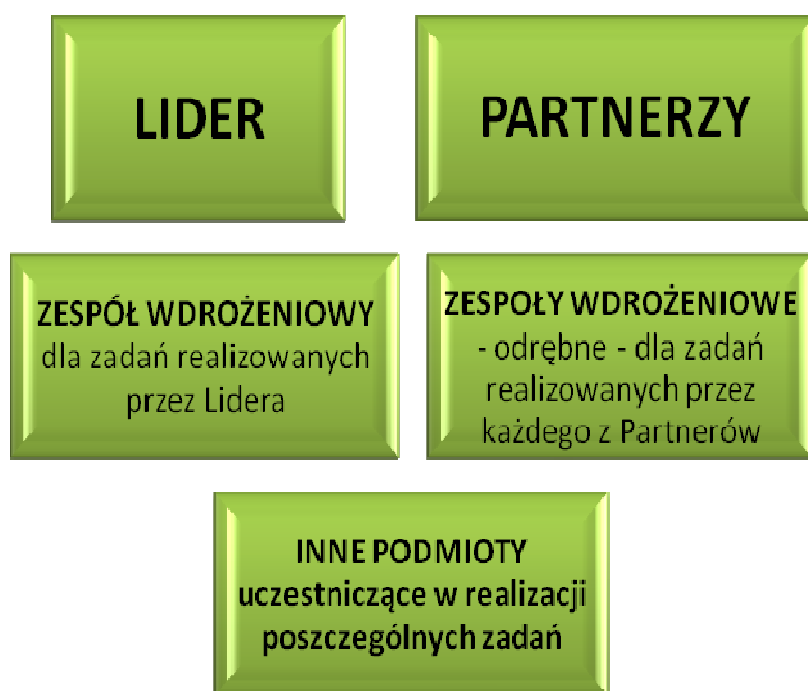 LIDER
PARTNERZY
ZESPÓŁ WDROŻENIOWY
dla zadań realizowanych
przez Lidera
ZESPOŁY WDROŻENIOWE
- odrębne - dla zadań
realizowanych przez
każdego z Partnerów
INNE PODMIOTY
uczestniczące w realizacji
poszczególnych zadań